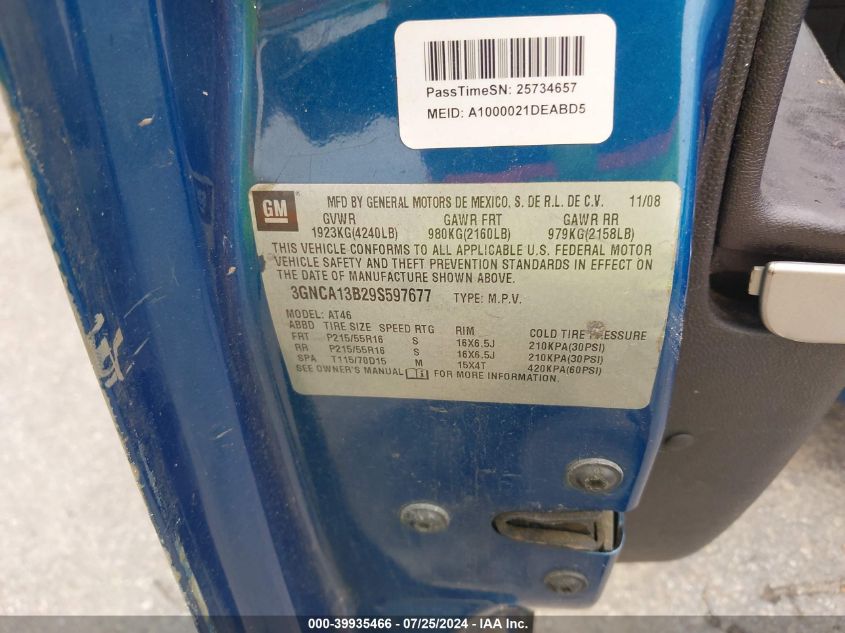 PassTimeSN: 25734657
MEID: A1000021DEABD5
GM
MFD BY GENERAL MOTORS DE MEXICO, S. DE R.L. DE C.V. 11/08
GVWR GAWR FRT GAWR RR
1923KG(4240LB) 980KG(2160LB) 979KG(2158LB)
THIS VEHICLE CONFORMS TO ALL APPLICABLE U.S. FEDERAL MOTOR
VEHICLE SAFETY AND THEFT PREVENTION STANDARDS IN EFFECT ON
THE DATE OF MANUFACTURE SHOWN ABOVE.
3GNCA13B29S597677 TYPE: M.P.V.
MODEL: AT46
ABBD TIRE SIZE SPEED RTG RIM COLD TIRE PRESSURE
FRT P215/55R16 S 16X6.5J 210KPA(30PSI)
RR P215/55R16 S 16X6.5J 210KPA(30PSI)
SPA T115/70D15 M 15X4T 420KPA(60PSI)
SEE OWNER'S MANUAL FOR MORE INFORMATION.
000-39935466 - 07/25/2024 - IAA Inc.